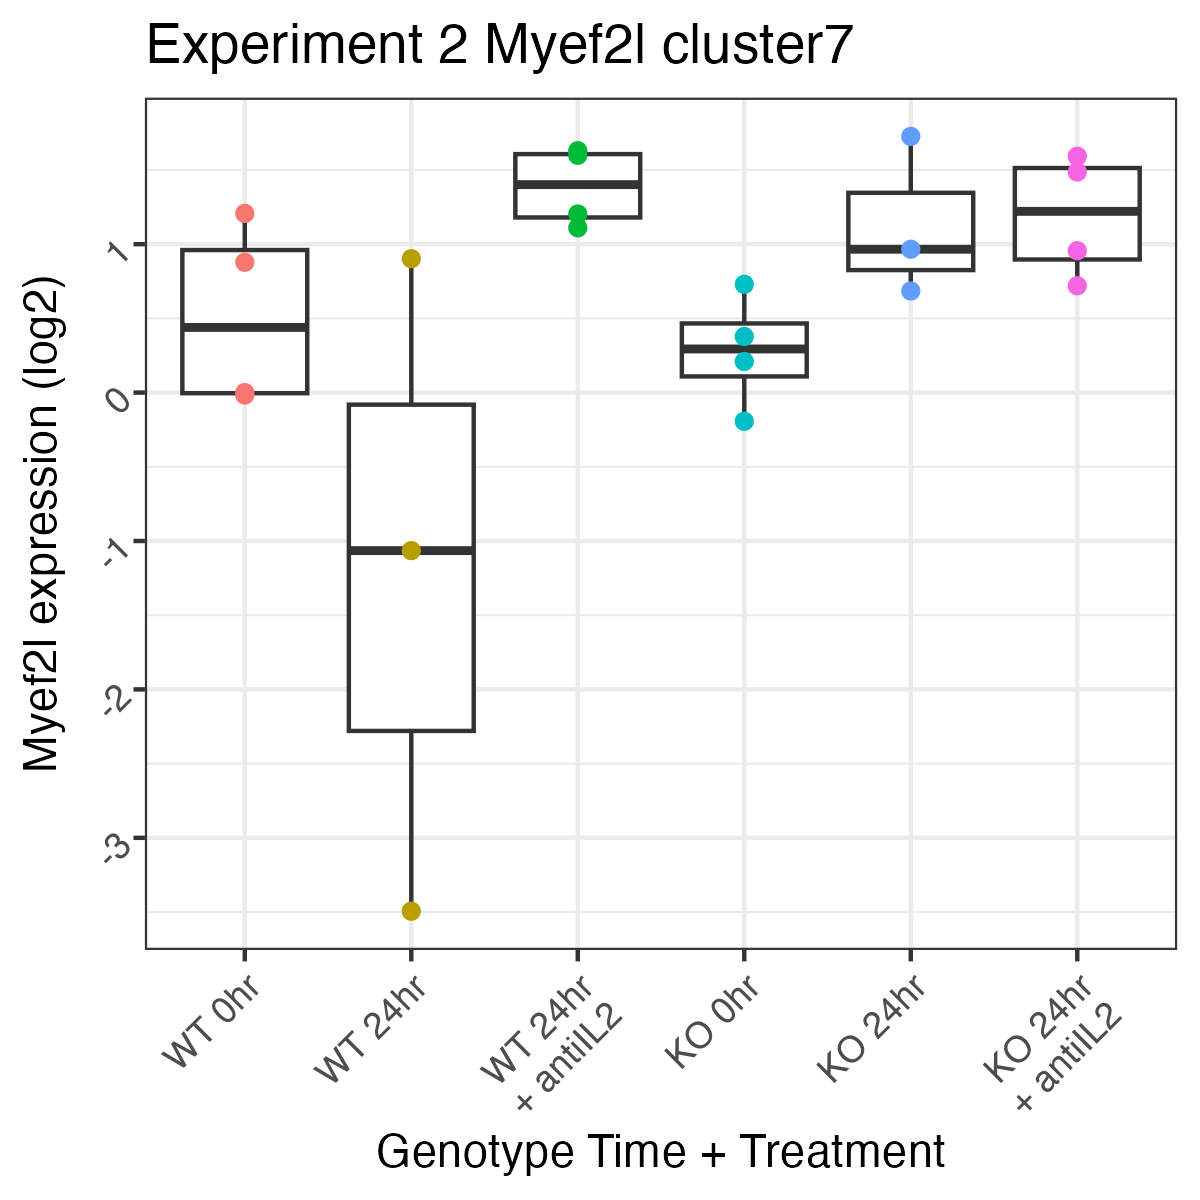 Experiment 2 Myef2l cluster7
Myef2l expression (log2)
1
0
-1
-2
-3
WT 0hr
WT 24hr
WT 24hr
+ antiIL2
KO 0hr
KO 24hr
KO 24hr
+ antiIL2
Genotype Time + Treatment